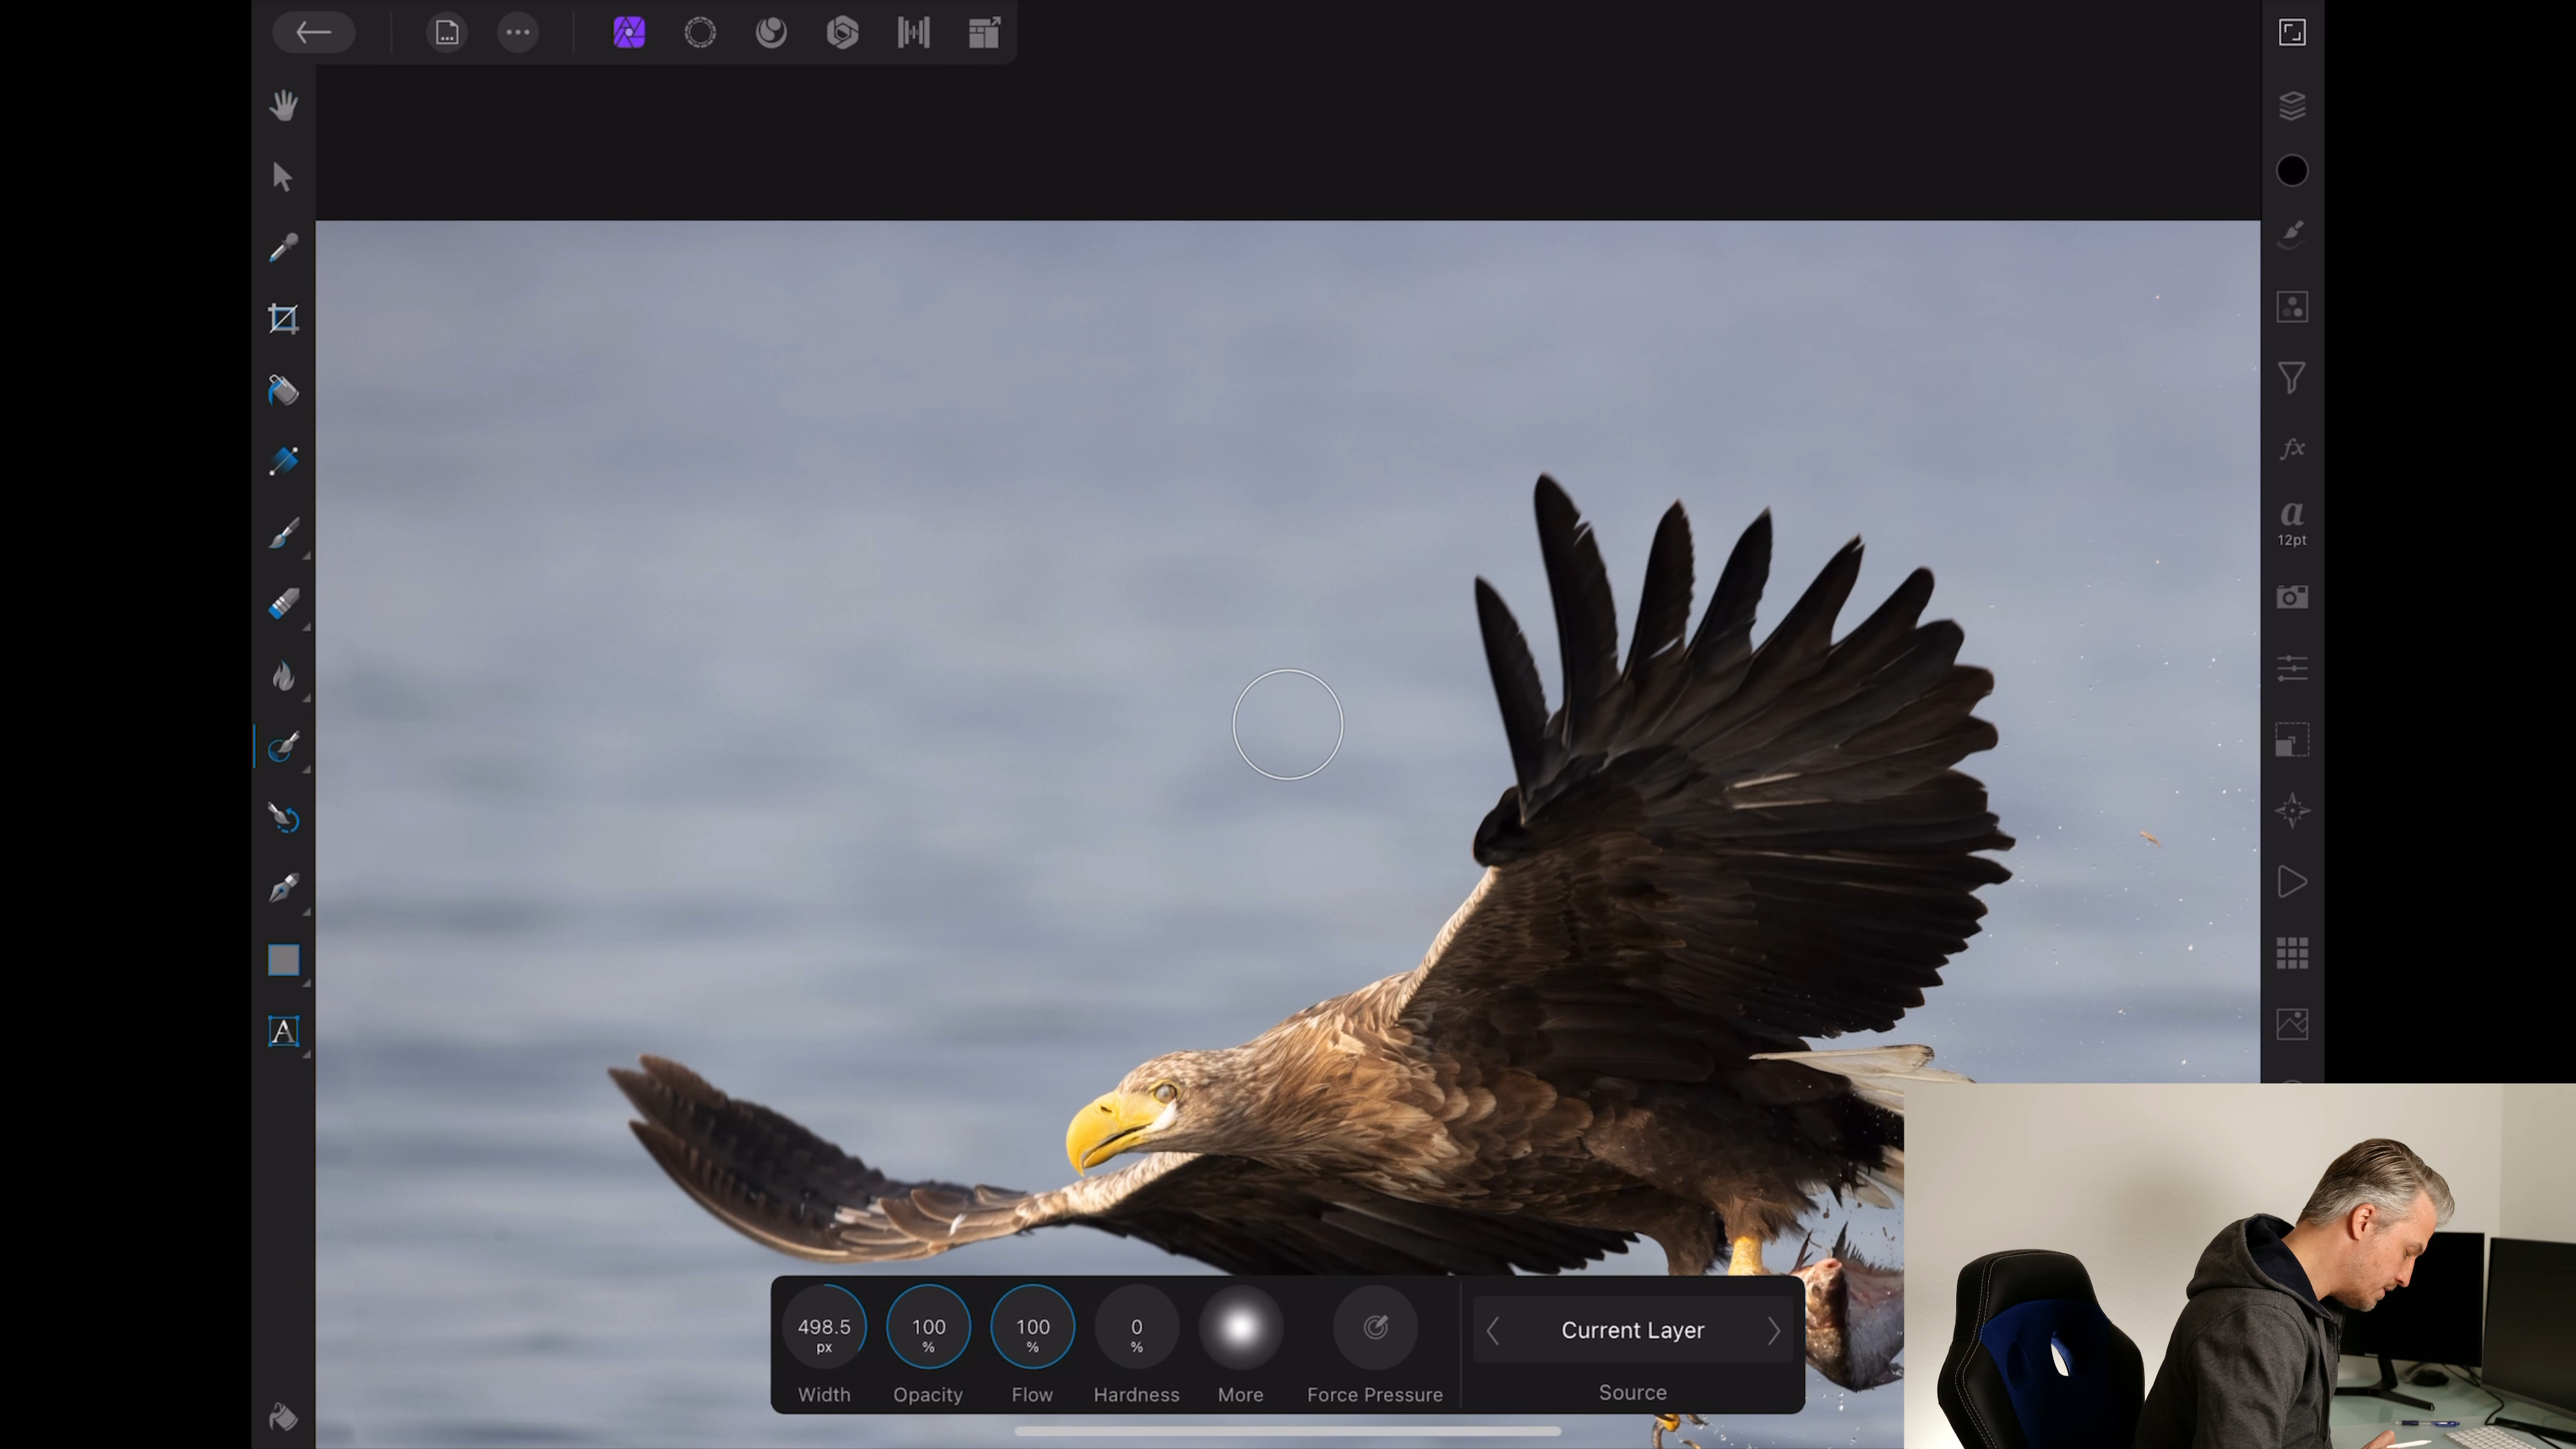 a
12pt
A
498.5
px
100
%
100
%
0
%
Current Layer
Width
Opacity
Flow
Hardness
More
Force Pressure
Source